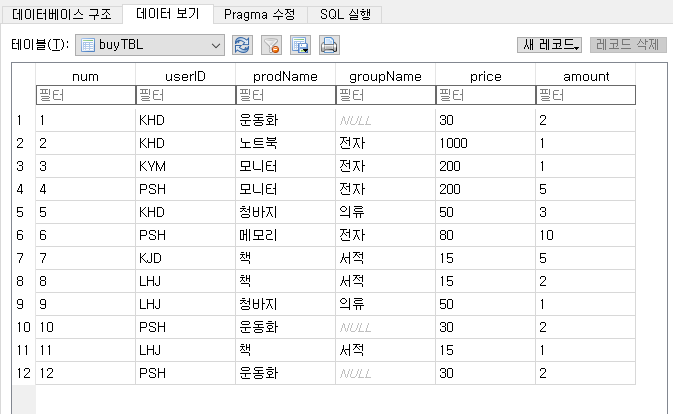 데이터베이스 구조 데이터 보기 Pragma 수정 SQL 실행
테이블(T): buyTBL 새 레코드 레코드 삭제
num userID prodName groupName price amount
필터 필터 필터 필터 필터 필터
1 1 KHD 운동화 NULL 30 2
2 2 KHD 노트북 전자 1000 1
3 3 KYM 모니터 전자 200 1
4 4 PSH 모니터 전자 200 5
5 5 KHD 청바지 의류 50 3
6 6 PSH 메모리 전자 80 10
7 7 KJD 책 서적 15 5
8 8 LHJ 책 서적 15 2
9 9 LHJ 청바지 의류 50 1
10 10 PSH 운동화 NULL 30 2
11 11 LHJ 책 서적 15 1
12 12 PSH 운동화 NULL 30 2